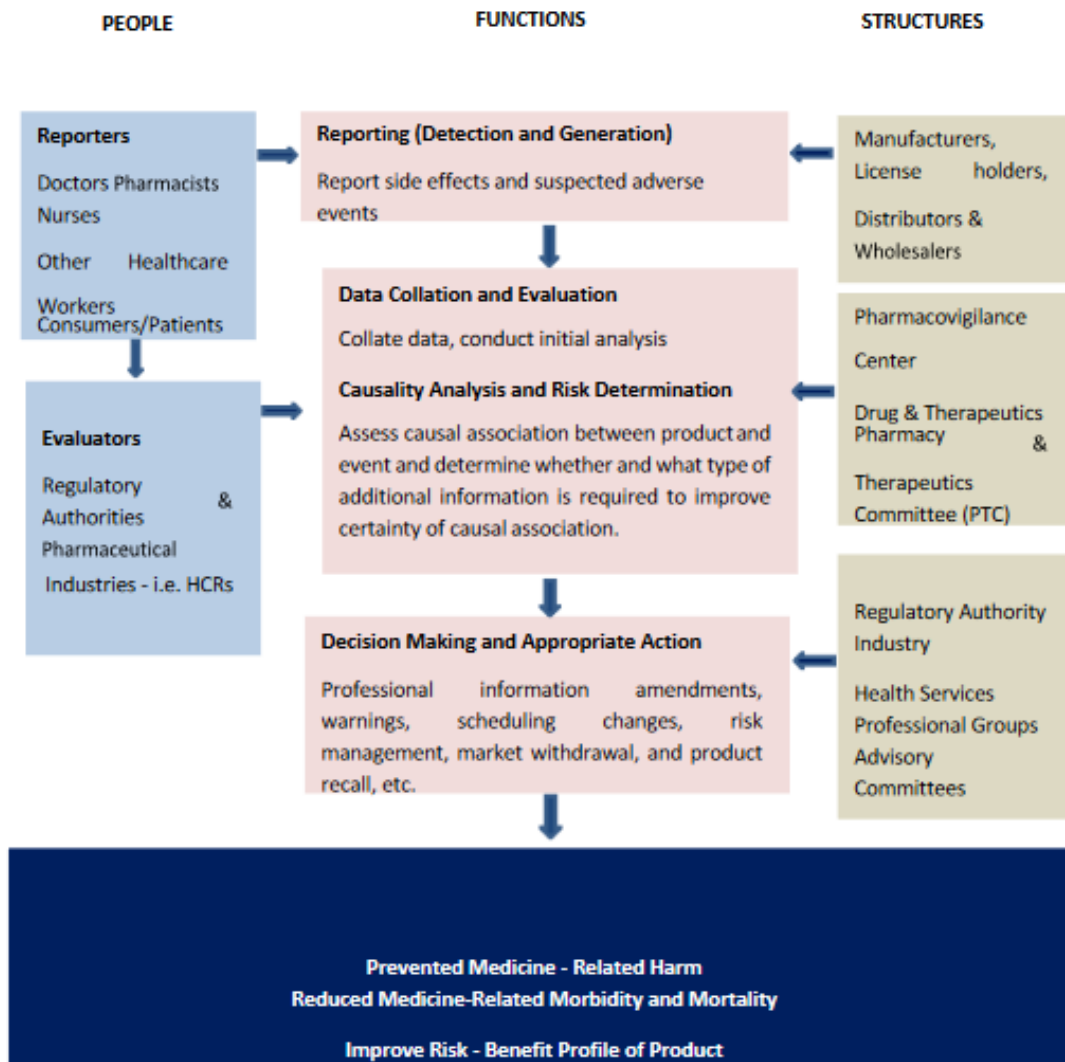 PEOPLE
FUNCTIONS
STRUCTURES
Reporters
Doctors Pharmacists
Nurses
Other Healthcare
Workers
Consumers/Patients
Evaluators
Regulatory &
Authorities
Pharmaceutical
Industries - i.e. HCRs
Reporting (Detection and Generation)
Report side effects and suspected adverse
events
Data Collation and Evaluation
Collate data, conduct initial analysis
Causality Analysis and Risk Determination
Assess causal association between product and
event and determine whether and what type of
additional information is required to improve
certainty of causal association.
Decision Making and Appropriate Action
Professional information amendments,
warnings, scheduling changes, risk
management, market withdrawal, and product
recall, etc.
Manufacturers,
License holders,
Distributors &
Wholesalers
Pharmacovigilance
Center
Drug & Therapeutics
Pharmacy &
Therapeutics
Committee (PTC)
Regulatory Authority
Industry
Health Services
Professional Groups
Advisory
Committees
Prevented Medicine - Related Harm
Reduced Medicine-Related Morbidity and Mortality
Improve Risk - Benefit Profile of Product